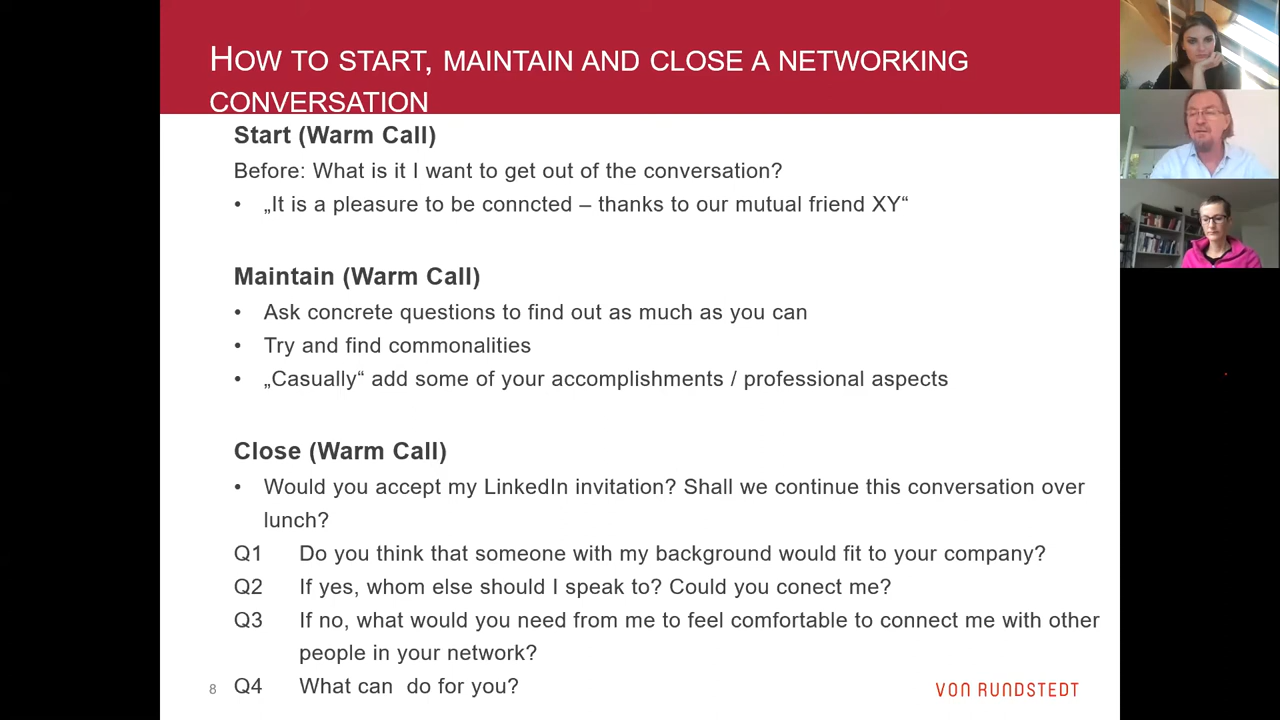 HOW TO START, MAINTAIN AND CLOSE A NETWORKING
CONVERSATION
Start (Warm Call)
Before: What is it I want to get out of the conversation?
• „It is a pleasure to be conncted – thanks to our mutual friend XY“
Maintain (Warm Call)
• Ask concrete questions to find out as much as you can
• Try and find commonalities
• „Casually“ add some of your accomplishments / professional aspects
Close (Warm Call)
• Would you accept my LinkedIn invitation? Shall we continue this conversation over
lunch?
Q1 Do you think that someone with my background would fit to your company?
Q2 If yes, whom else should I speak to? Could you conect me?
Q3 If no, what would you need from me to feel comfortable to connect me with other
people in your network?
8 Q4 What can  do for you?
VON RUNDSTEDT